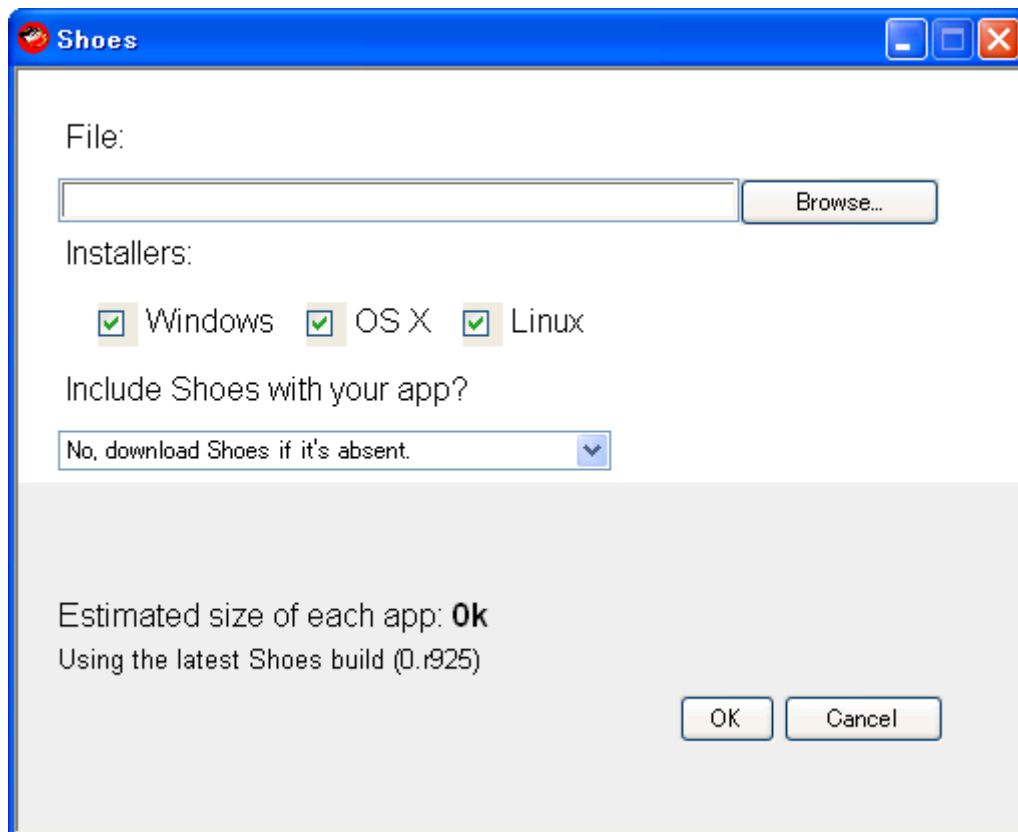 Shoes
File:
Browse...
Installers:
Windows OS X Linux
Include Shoes with your app?
No, download Shoes if it's absent.
Estimated size of each app: 0k
Using the latest Shoes build (0.r925)
OK Cancel